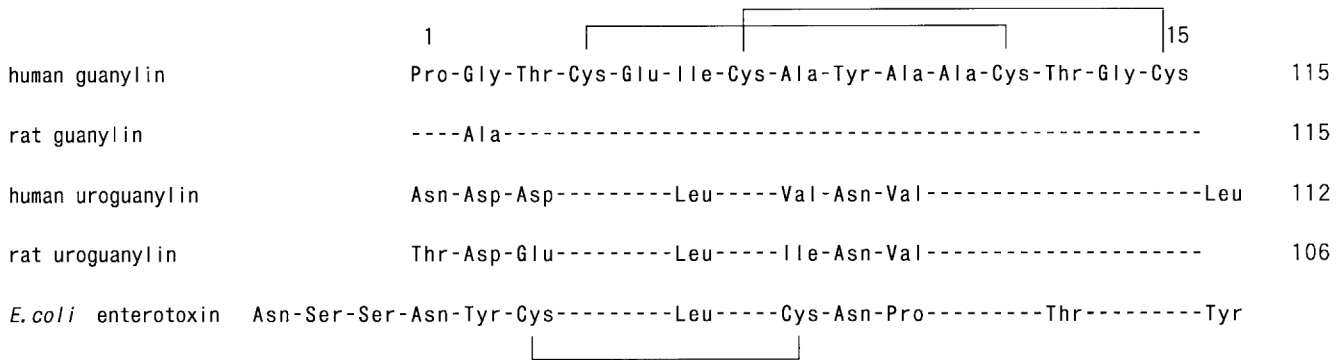 1 15
human guanylin Pro-Gly-Thr-Cys-Glu-Ile-Cys-Ala-Tyr-Ala-Ala-Cys-Thr-Gly-Cys 115
rat guanylin ----Ala------------------------------------------------------ 115
human uroguanylin Asn-Asp-Asp---------Leu-----Val-Asn-Val---------------------Leu 112
rat uroguanylin Thr-Asp-Glu---------Leu-----Ile-Asn-Val--------------------- 106
E.coli enterotoxin Asn-Ser-Ser-Asn-Tyr-Cys---------Leu-----Cys-Asn-Pro---------Thr---------Tyr